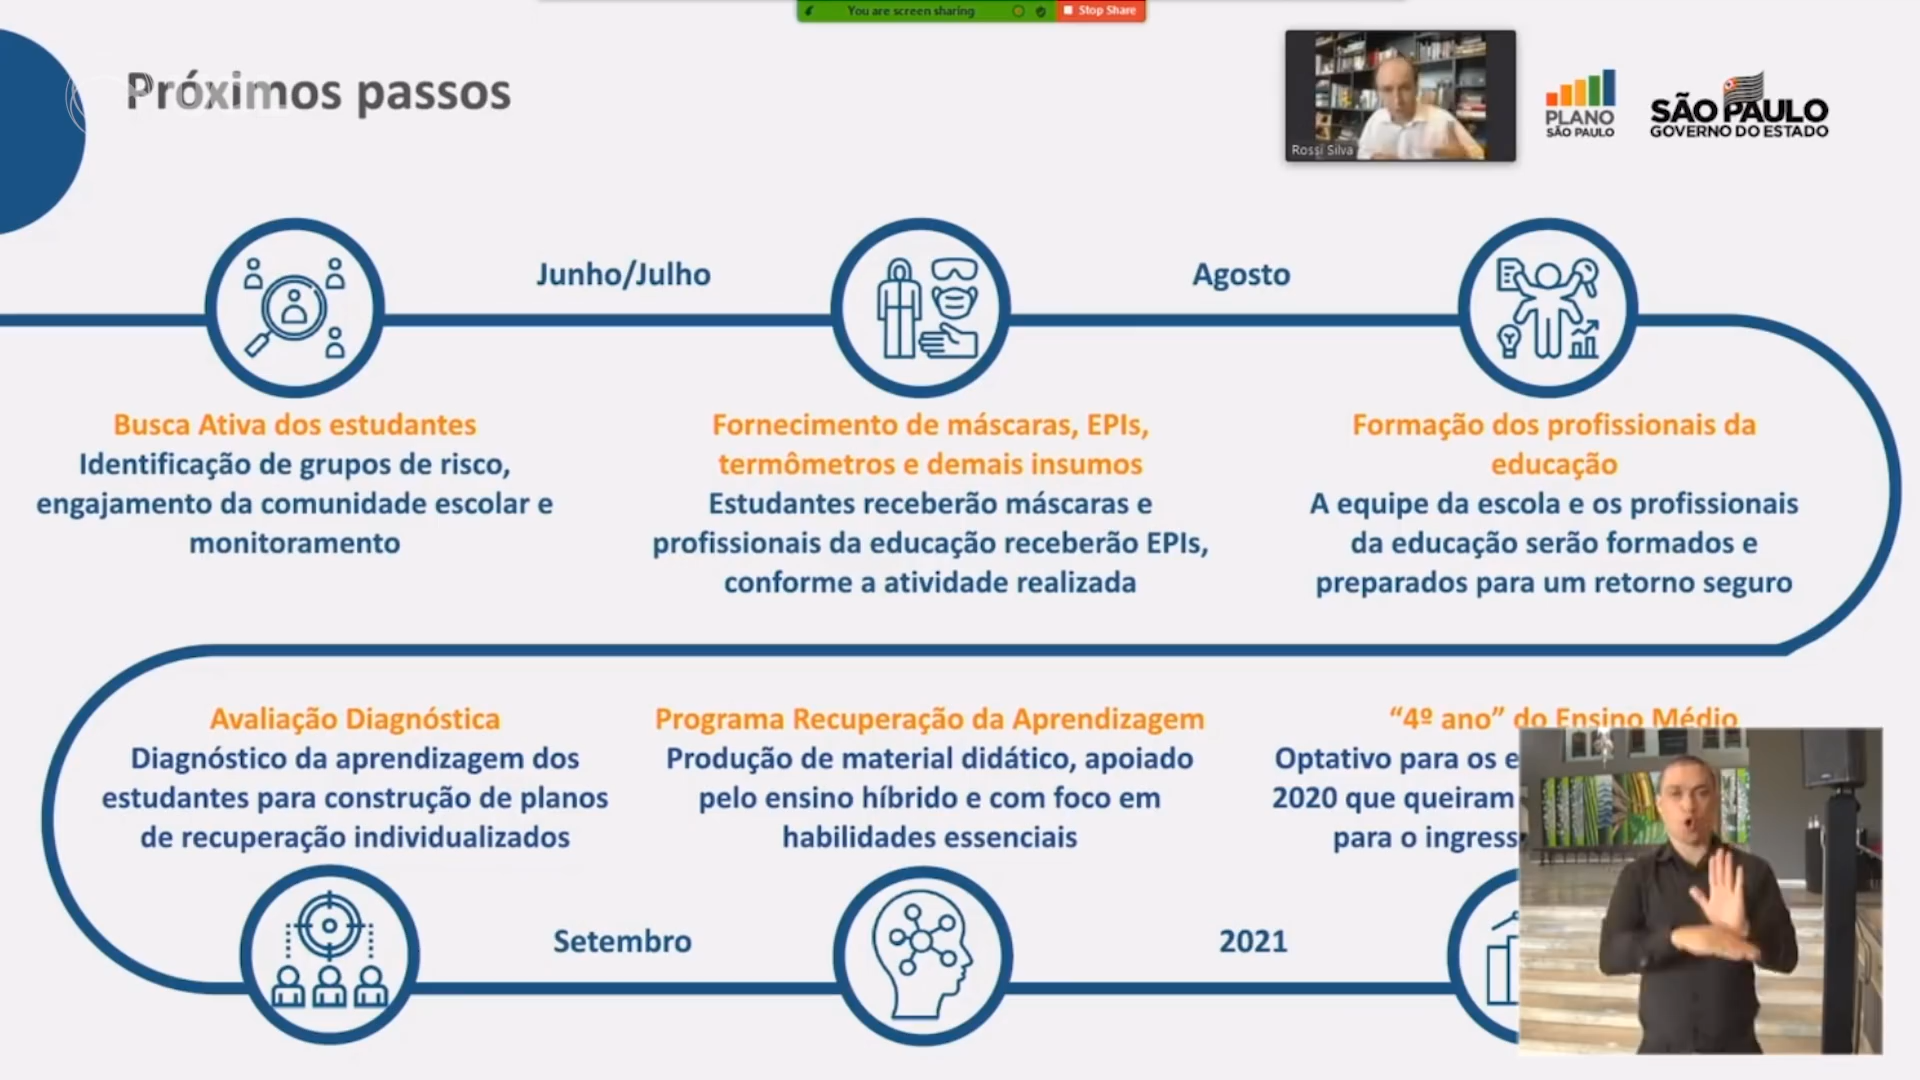 You are screen sharing
Stop Share
Próximos passos
Rossi Silva
PLANO
SÃO PAULO
SÃO PAULO
GOVERNO DO ESTADO
Junho/Julho
Agosto
Busca Ativa dos estudantes
Identificação de grupos de risco,
engajamento da comunidade escolar e
monitoramento
Fornecimento de máscaras, EPIs,
termômetros e demais insumos
Estudantes receberão máscaras e
profissionais da educação receberão EPIs,
conforme a atividade realizada
Formação dos profissionais da
educação
A equipe da escola e os profissionais
da educação serão formados e
preparados para um retorno seguro
Avaliação Diagnóstica
Diagnóstico da aprendizagem dos
estudantes para construção de planos
de recuperação individualizados
Programa Recuperação da Aprendizagem
Produção de material didático, apoiado
pelo ensino híbrido e com foco em
habilidades essenciais
“4º ano” do Ensino Médio
Optativo para os
2020 que queiram
para o
Setembro
2021